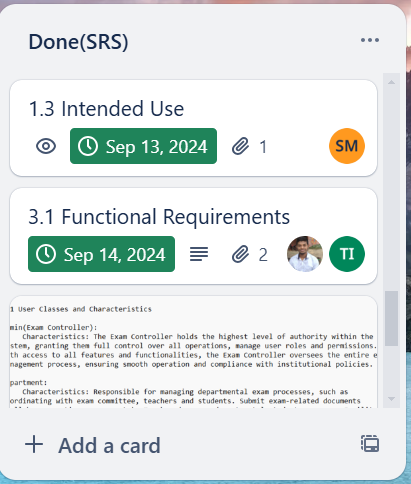 Done(SRS)
1.3 Intended Use
Sep 13, 2024
1
SM
3.1 Functional Requirements
Sep 14, 2024
2
TI
1 User Classes and Characteristics
min(Exam Controller):
Characteristics: The Exam Controller holds the highest level of authority within the
stem, granting them full control over all operations, manage user roles and permissions.
th access to all features and functionalities, the Exam Controller oversees the entire e
nagement process, ensuring smooth operation and compliance with institutional policies.
partment:
Characteristics: Responsible for managing departmental exam processes, such as
ordinating with exam committee, teachers and students. Submit exam-related documents
Add a card